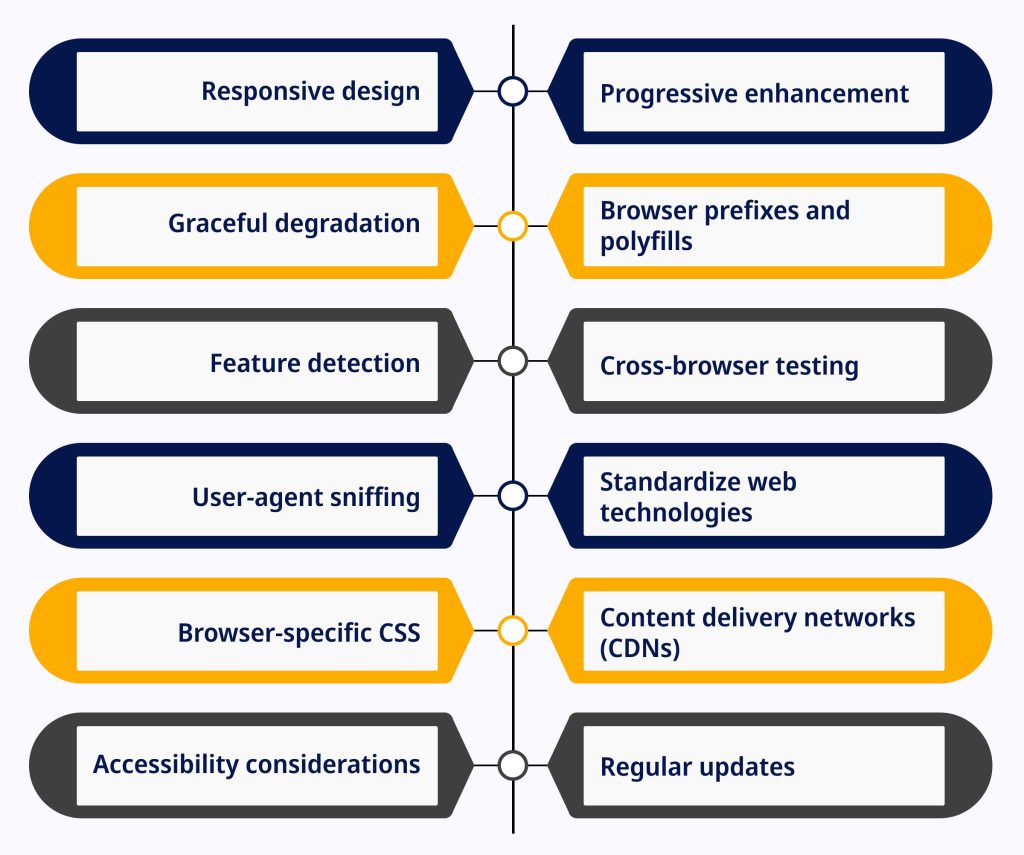 Responsive design
Progressive enhancement
Graceful degradation
Browser prefixes and
polyfills
Feature detection
Cross-browser testing
User-agent sniffing
Standardize web
technologies
Browser-specific CSS
Content delivery networks
(CDNs)
Accessibility considerations
Regular updates